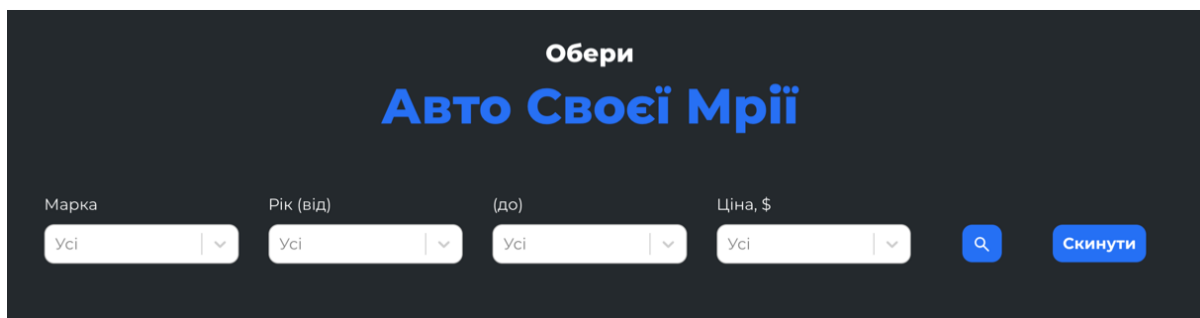 Обери
Авто Своєї Мрії
Марка Рік (від) (до) Ціна, $
Усі Усі Усі Усі Скинути